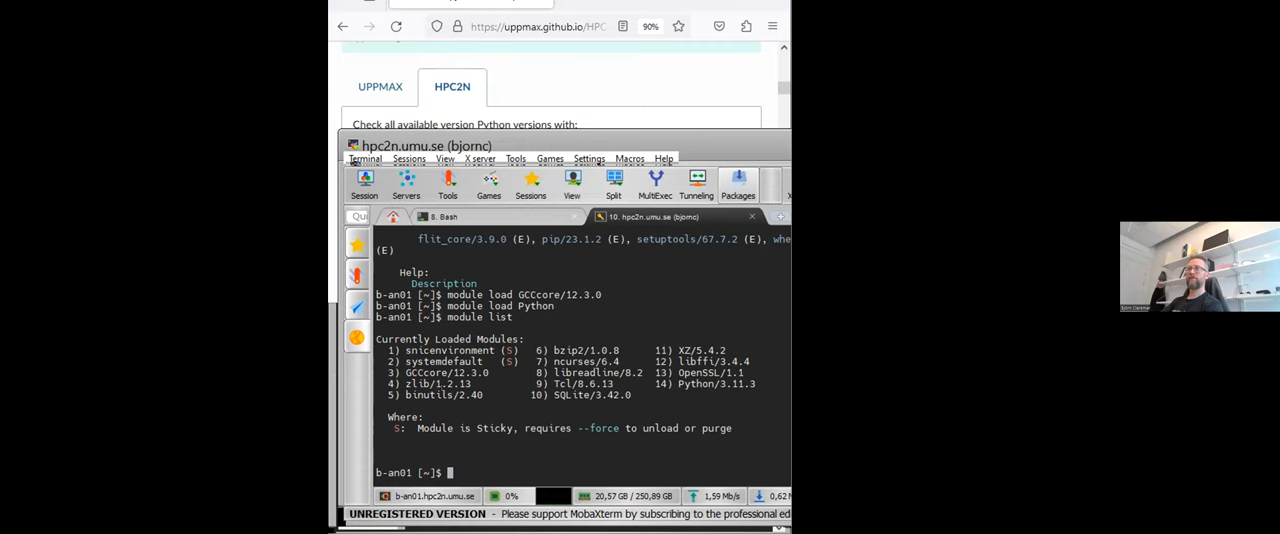 https://uppmax.github.io/HPC
90%
UPPMAX
HPC2N
Check all available version Python versions with:
hpc2n.umu.se (bjornc)
Terminal Sessions View X server Tools Games Settings Macros Help
Session Servers Tools Games Sessions View Split MultiExec Tunneling Packages
Qui
8. Bash
10. hpc2n.umu.se (bjornc)
flit_core/3.9.0 (E), pip/23.1.2 (E), setuptools/67.7.2 (E), whe
(E)
Help:
Description
b-an01 [~]$ module load GCCcore/12.3.0
b-an01 [~]$ module load Python
b-an01 [~]$ module list
Currently Loaded Modules:
1) snicenvironment (S) 6) bzip2/1.0.8 11) XZ/5.4.2
2) systemdefault (S) 7) ncurses/6.4 12) libffi/3.4.4
3) GCCcore/12.3.0 8) libreadline/8.2 13) OpenSSL/1.1
4) zlib/1.2.13 9) Tcl/8.6.13 14) Python/3.11.3
5) binutils/2.40 10) SQLite/3.42.0
Where:
S: Module is Sticky, requires --force to unload or purge
b-an01 [~]$
b-an01.hpc2n.umu.se 0% 20,57 GB / 250,89 GB 1,59 Mb/s 0,62 M
UNREGISTERED VERSION - Please support MobaXterm by subscribing to the professional ed